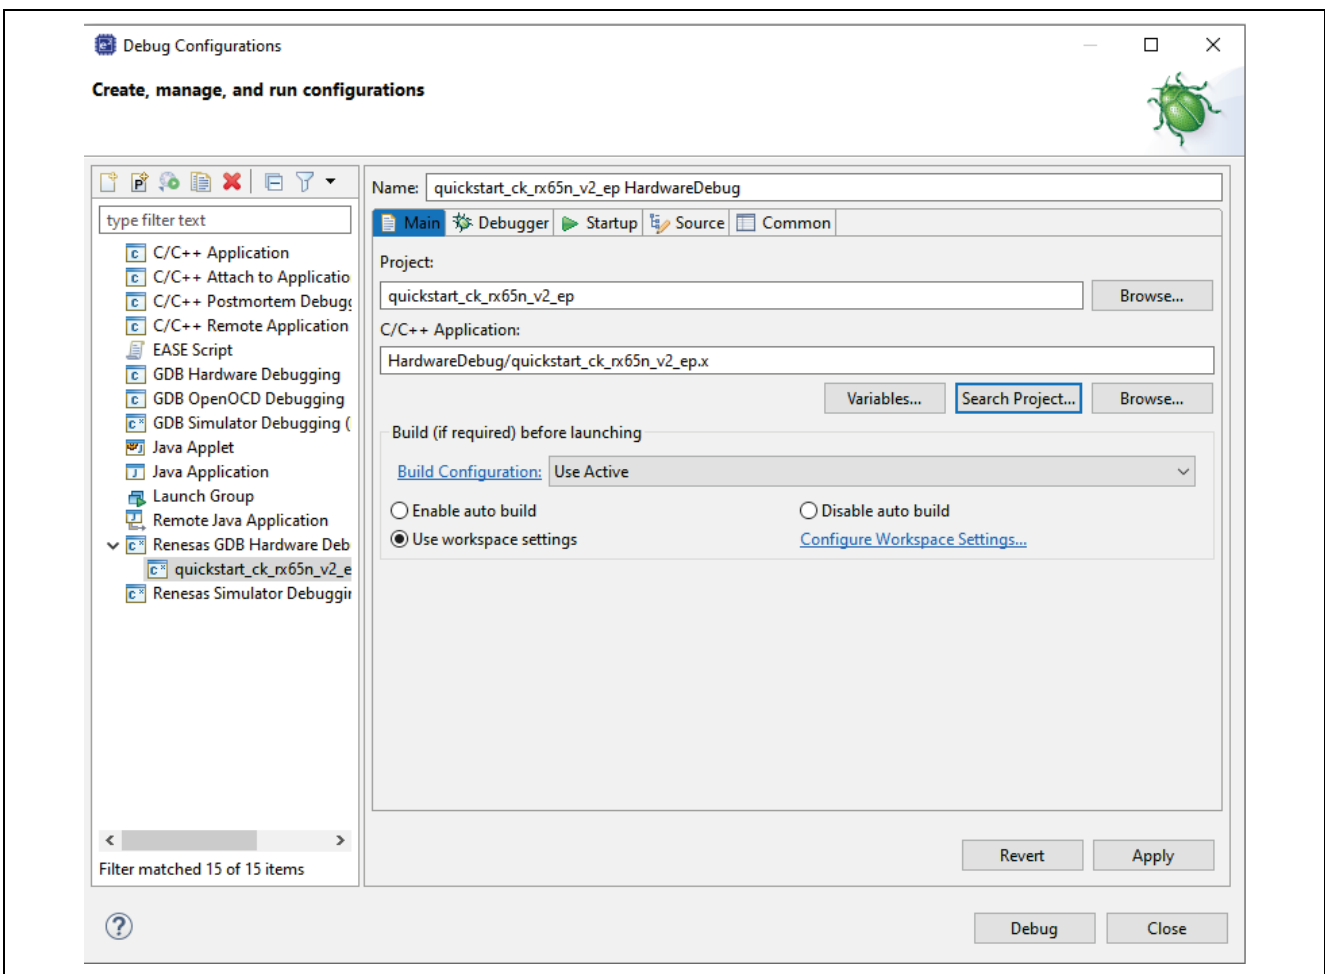 Debug Configurations
Create, manage, and run configurations
type filter text
C/C++ Application
C/C++ Attach to Applicatio
C/C++ Postmortem Debugg
C/C++ Remote Application
EASE Script
GDB Hardware Debugging
GDB OpenOCD Debugging
GDB Simulator Debugging (
Java Applet
Java Application
Launch Group
Remote Java Application
Renesas GDB Hardware Deb
quickstart_ck_rx65n_v2_e
Renesas Simulator Debuggin
Filter matched 15 of 15 items
Name: quickstart_ck_rx65n_v2_ep HardwareDebug
Main Debugger Startup Source Common
Project:
quickstart_ck_rx65n_v2_ep Browse...
C/C++ Application:
HardwareDebug/quickstart_ck_rx65n_v2_ep.x
Variables... Search Project... Browse...
Build (if required) before launching
Build Configuration: Use Active
Enable auto build Disable auto build
Use workspace settings Configure Workspace Settings...
Revert Apply
Debug Close